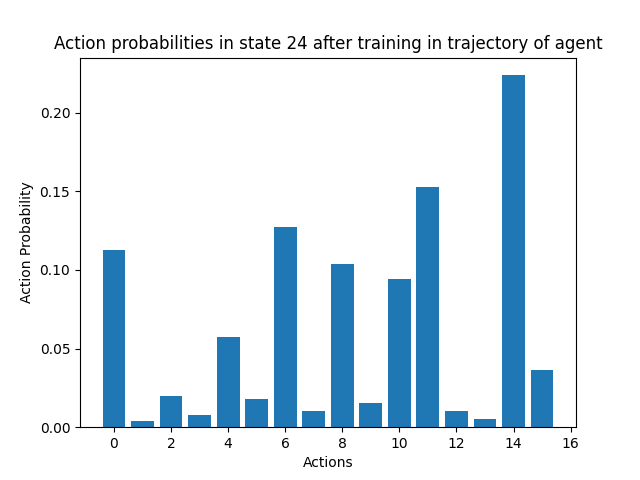 Action probabilities in state 24 after training in trajectory of agent
0.20
0.15
0.10
0.05
0.00
Action Probability
0 2 4 6 8 10 12 14 16
Actions